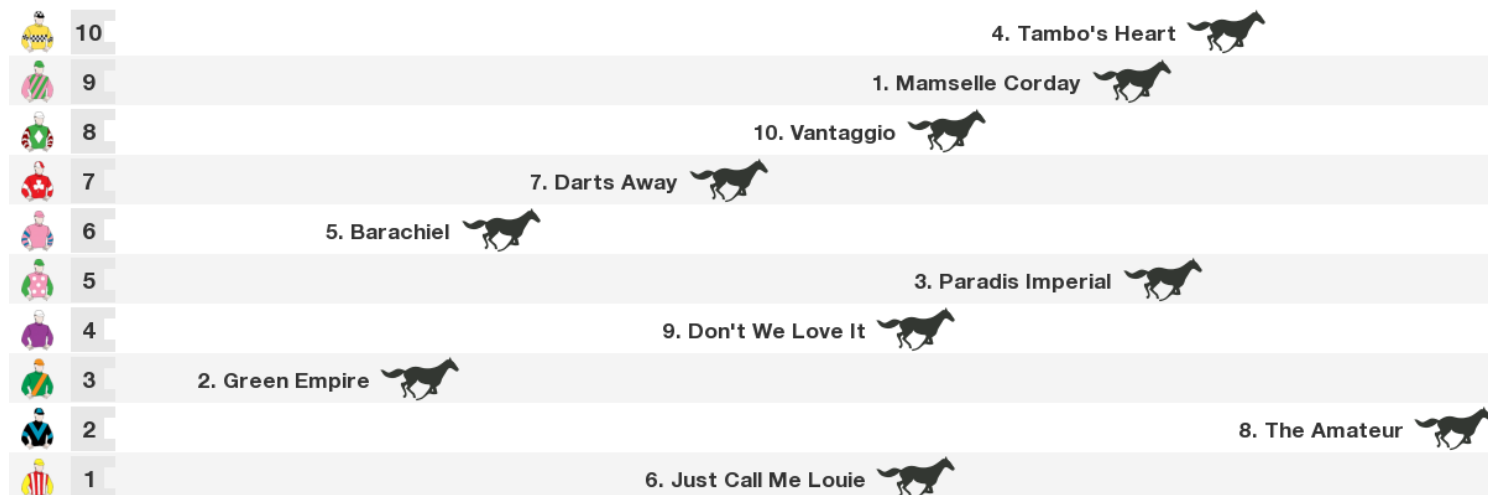 10 4. Tambo's Heart
9 1. Mamselle Corday
8 10. Vantaggio
7 7. Darts Away
6 5. Barachiel
5 3. Paradis Imperial
4 9. Don't We Love It
3 2. Green Empire
2 8. The Amateur
1 6. Just Call Me Louie